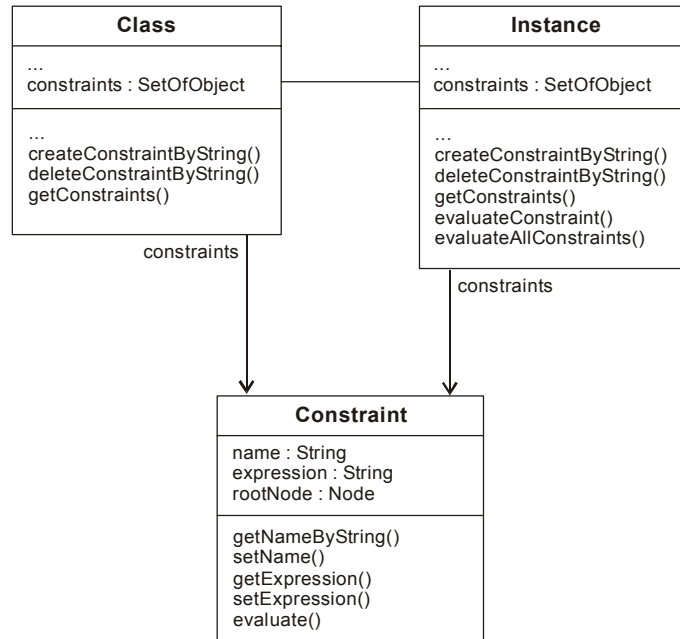 Class
...
constraints : SetOfObject
...
createConstraintByString()
deleteConstraintByString()
getConstraints()
Instance
...
constraints : SetOfObject
...
createConstraintByString()
deleteConstraintByString()
getConstraints()
evaluateConstraint()
evaluateAllConstraints()
constraints
constraints
Constraint
name : String
expression : String
rootNode : Node
getNameByString()
setName()
getExpression()
setExpression()
evaluate()